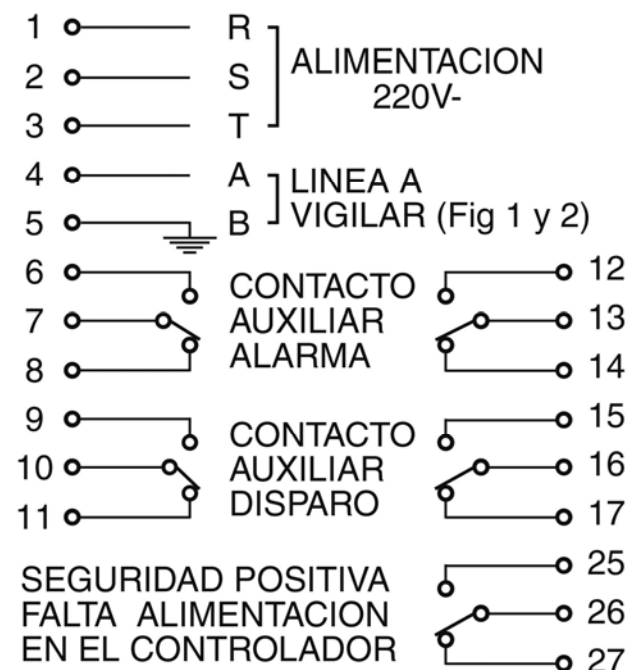 1 R
ALIMENTACION
2 S
220V-
3 T
4 A
LINEA A
5 B
VIGILAR (Fig 1 y 2)
6 CONTACTO 12
7 AUXILIAR 13
8 ALARMA 14
9 CONTACTO 15
10 AUXILIAR 16
11 DISPARO 17
25
SEGURIDAD POSITIVA
FALTA ALIMENTACION 26
EN EL CONTROLADOR 27